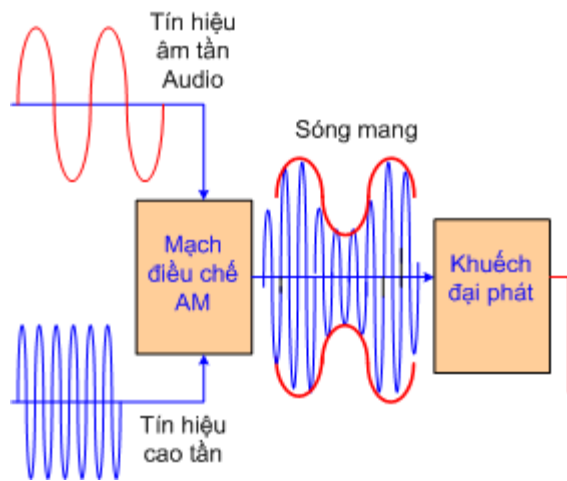 Tín hiệu
âm tần
Audio
Sóng mang
Mạch
điều chế
AM
Khuếch
đại phát
Tín hiệu
cao tần